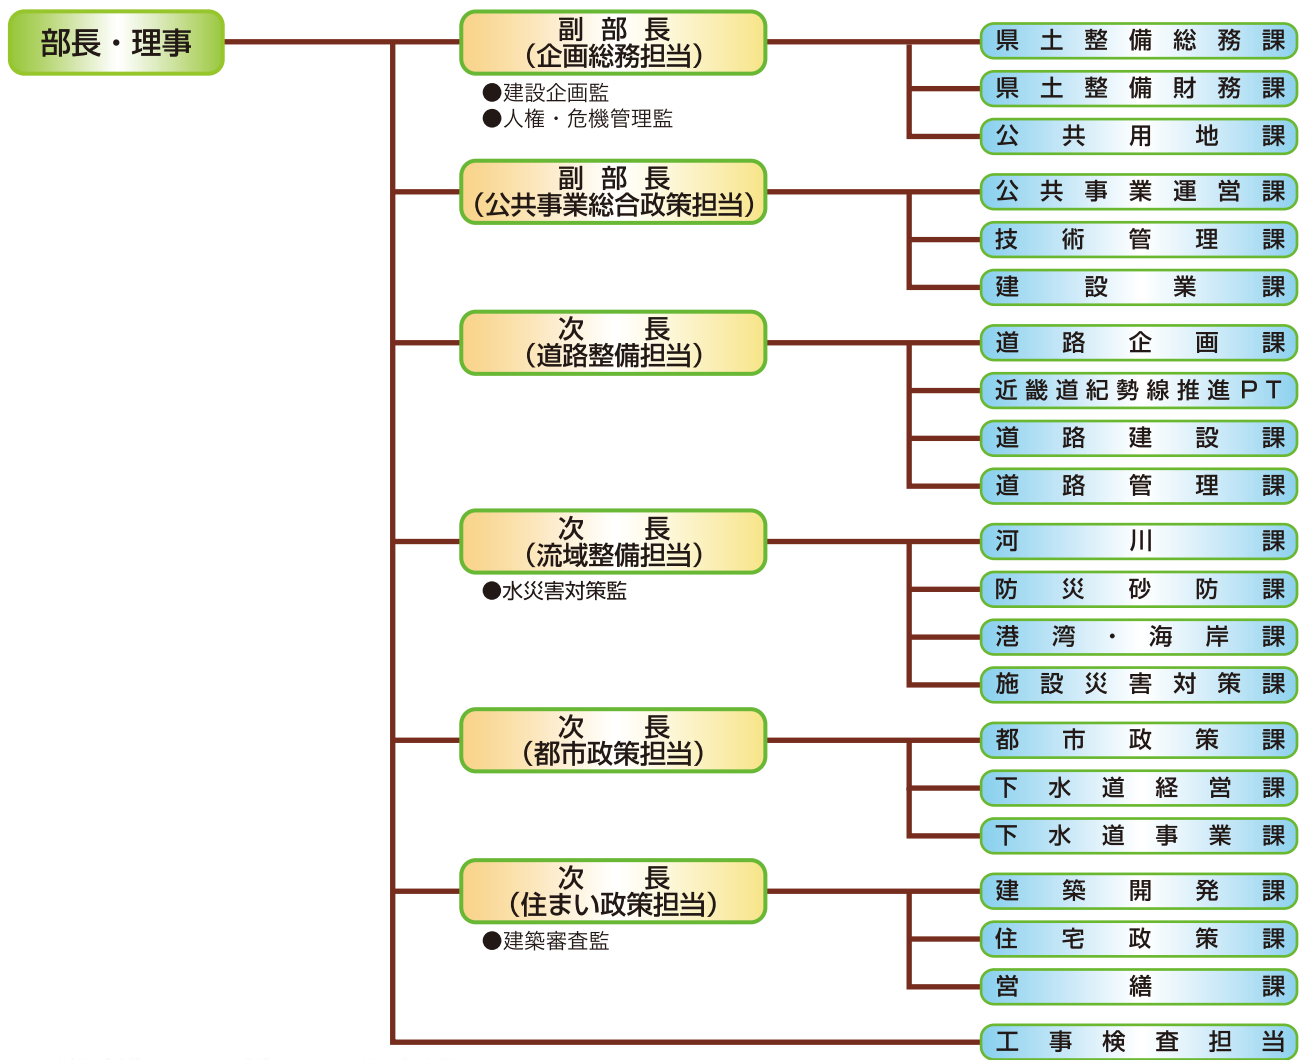 部長・理事
副部長
（企画総務担当）
●建設企画監
●人権・危機管理監
県土整備総務課
県土整備財務課
公共用地課
副部長
（公共事業総合政策担当）
公共事業運営課
技術管理課
建設業課
次長
（道路整備担当）
道路企画課
近畿道紀勢線推進ＰＴ
道路建設課
道路管理課
次長
（流域整備担当）
●水災害対策監
河川課
防災砂防課
港湾・海岸課
施設災害対策課
次長
（都市政策担当）
都市政策課
下水道経営課
下水道事業課
次長
（住まい政策担当）
●建築審査監
建築開発課
住宅政策課
営繕課
工事検査担当